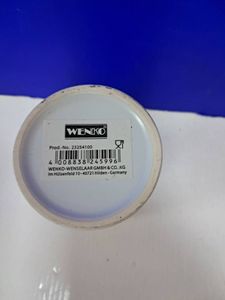 WENKO
Prod.-No. 23254100
4 008838 245996
WENKO-WENSELAAR GMBH & CO. KG
Im Hülsenfeld 10 - 40721 Hilden - Germany